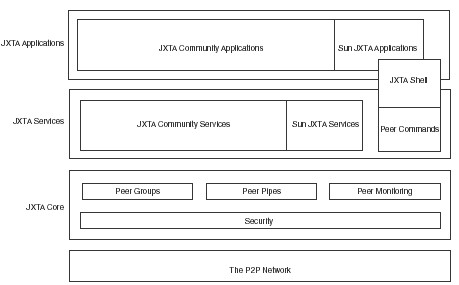 JXTA Applications
JXTA Community Applications
Sun JXTA Applications
JXTA Shell
JXTA Services
JXTA Community Services
Sun JXTA Services
Peer Commands
Peer Groups
Peer Pipes
Peer Monitoring
JXTA Core
Security
The P2P Network